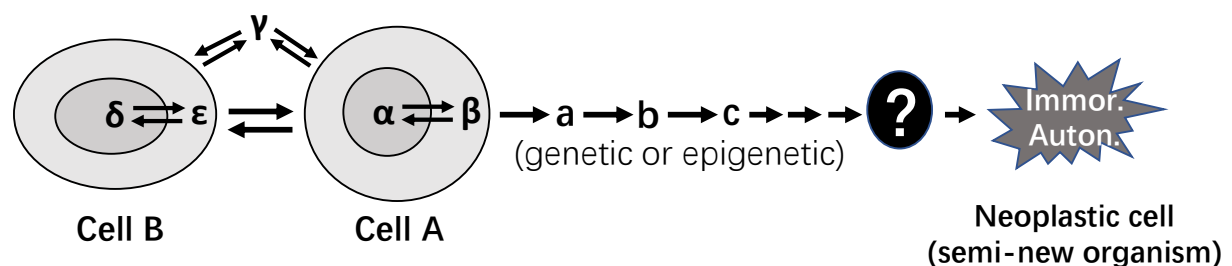 γ
δ ε α β a b c ? Immor.
Auton.
(genetic or epigenetic)
Cell B Cell A Neoplastic cell
(semi-new organism)